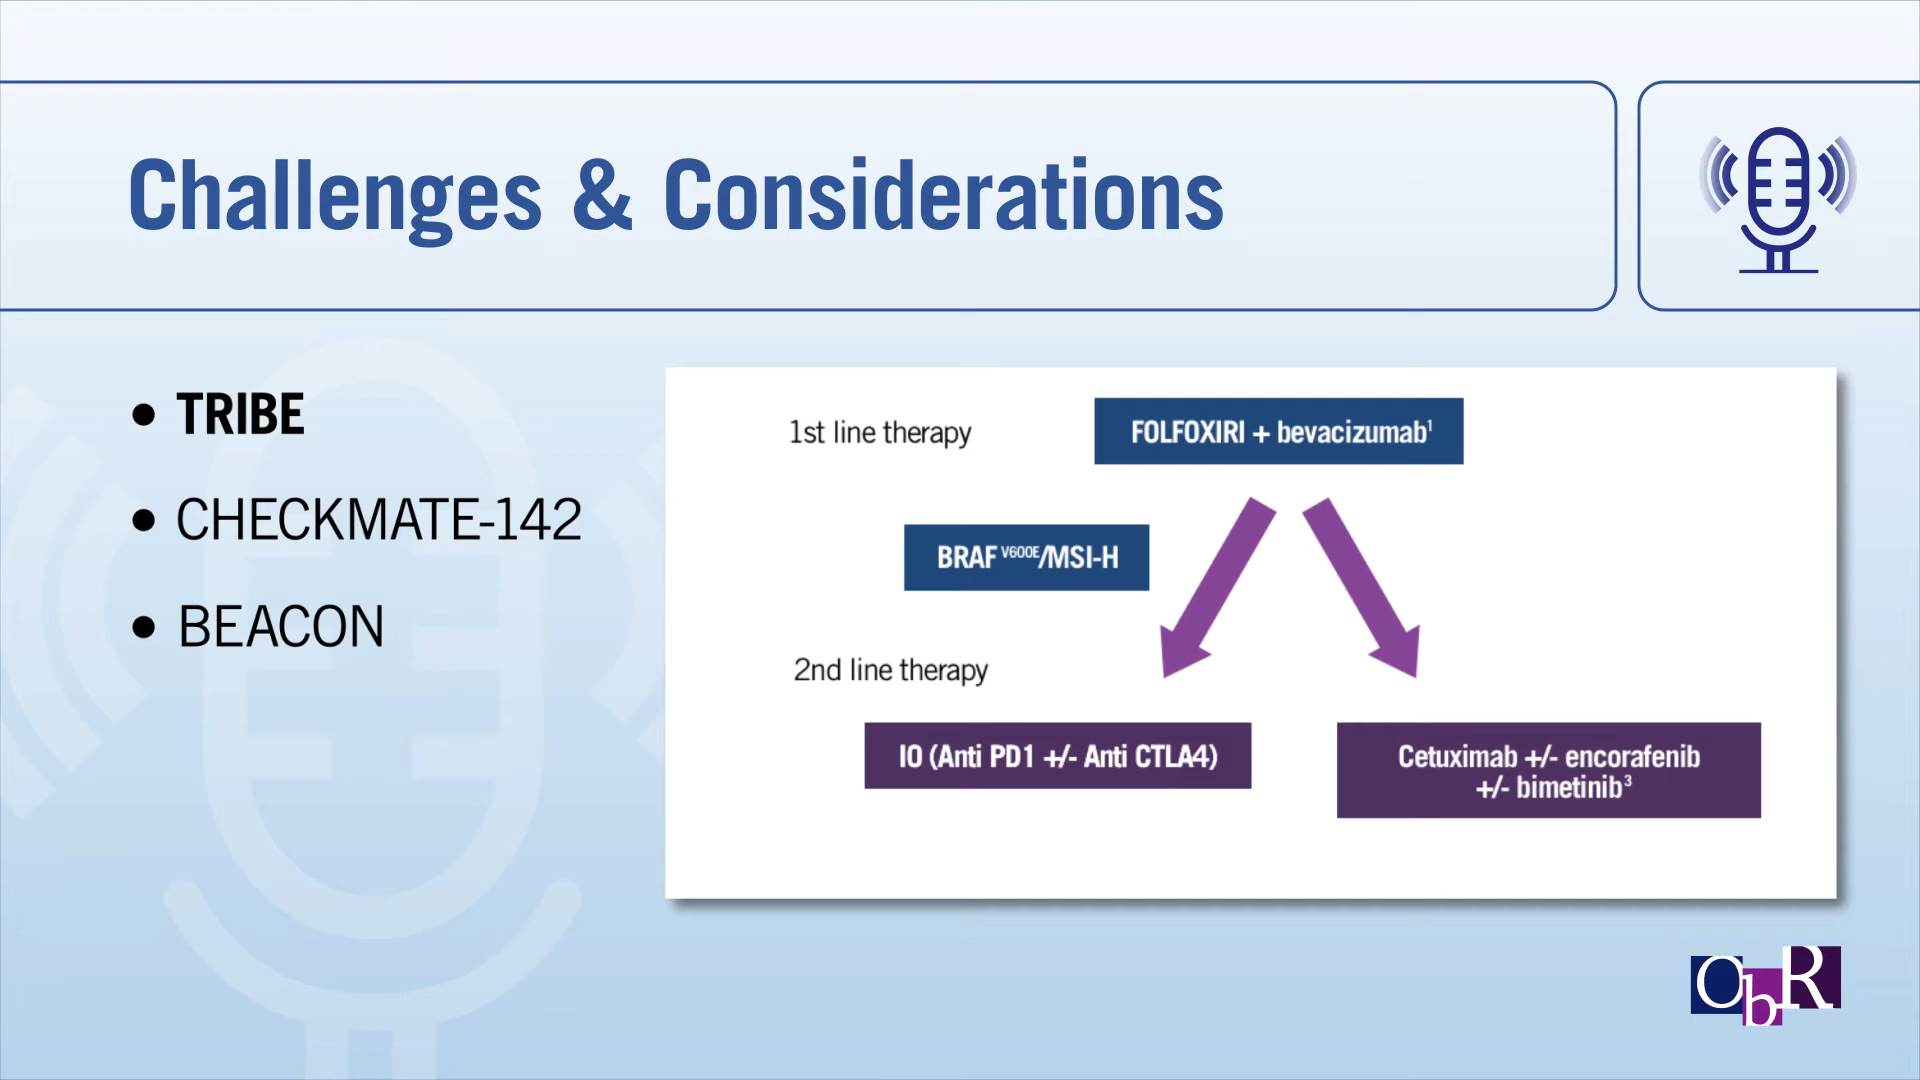 Challenges & Considerations
• TRIBE
• CHECKMATE-142
• BEACON
1st line therapy
FOLFOXIRI + bevacizumab¹
BRAF V600E/MSI-H
2nd line therapy
IO (Anti PD1 +/- Anti CTLA4)
Cetuximab +/- encorafenib
+/- bimetinib³
ObR